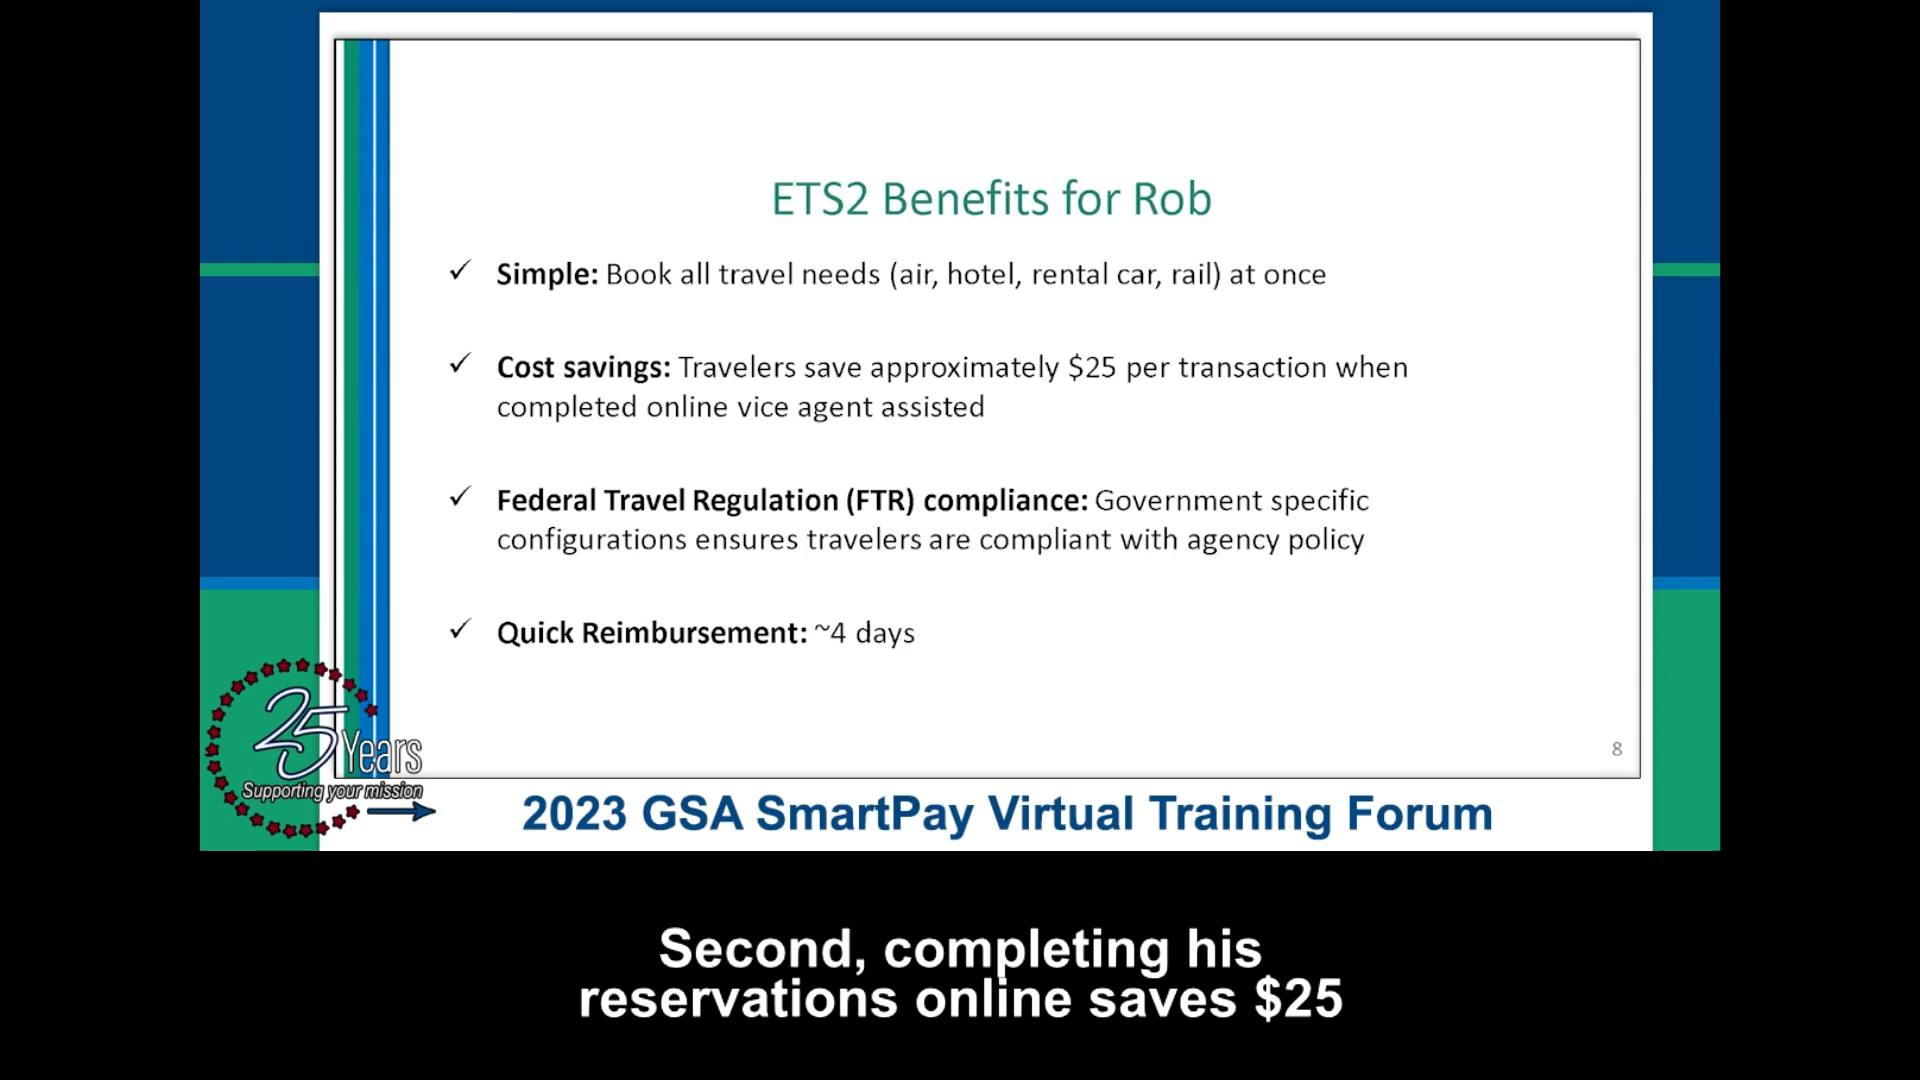 ETS2 Benefits for Rob
✓ Simple: Book all travel needs (air, hotel, rental car, rail) at once
✓ Cost savings: Travelers save approximately $25 per transaction when
completed online vice agent assisted
✓ Federal Travel Regulation (FTR) compliance: Government specific
configurations ensures travelers are compliant with agency policy
✓ Quick Reimbursement: ~4 days
8
25 Years
Supporting your mission
2023 GSA SmartPay Virtual Training Forum
Second, completing his
reservations online saves $25